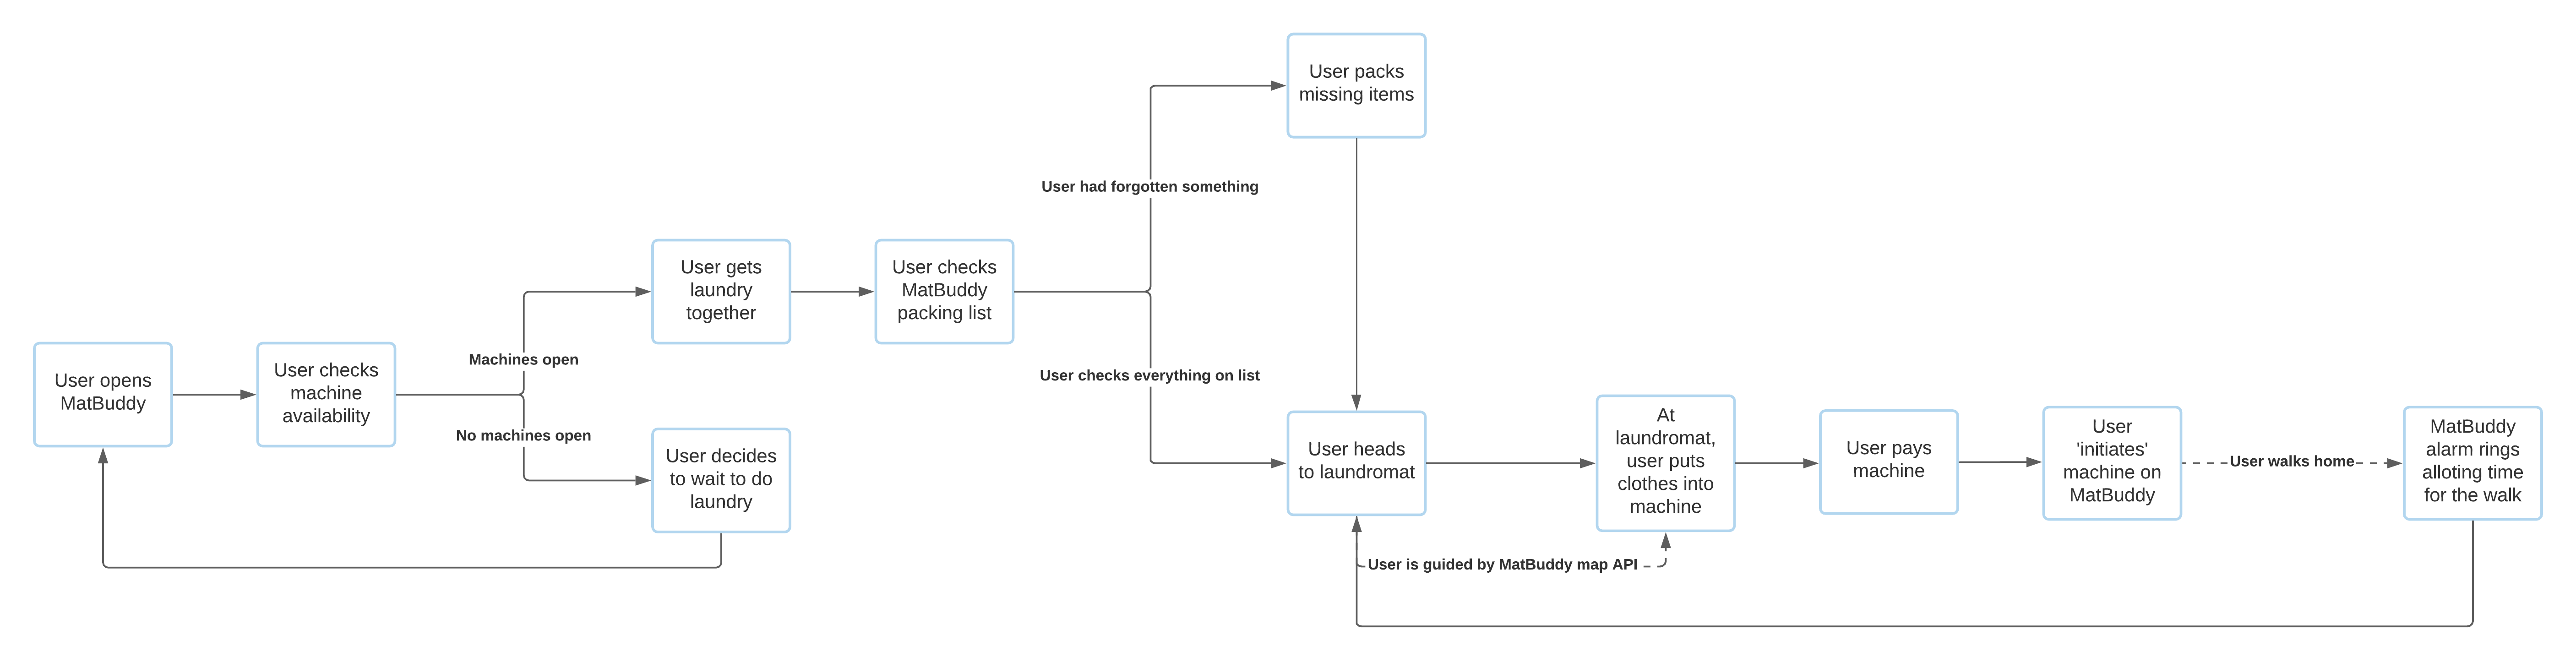 User opens
MatBuddy
User checks
machine
availability
Machines open
No machines open
User gets
laundry
together
User decides
to wait to do
laundry
User checks
MatBuddy
packing list
User had forgotten something
User checks everything on list
User packs
missing items
User heads
to laundromat
User is guided by MatBuddy map API
At
laundromat,
user puts
clothes into
machine
User pays
machine
User
'initiates'
machine on
MatBuddy
User walks home
MatBuddy
alarm rings
alloting time
for the walk